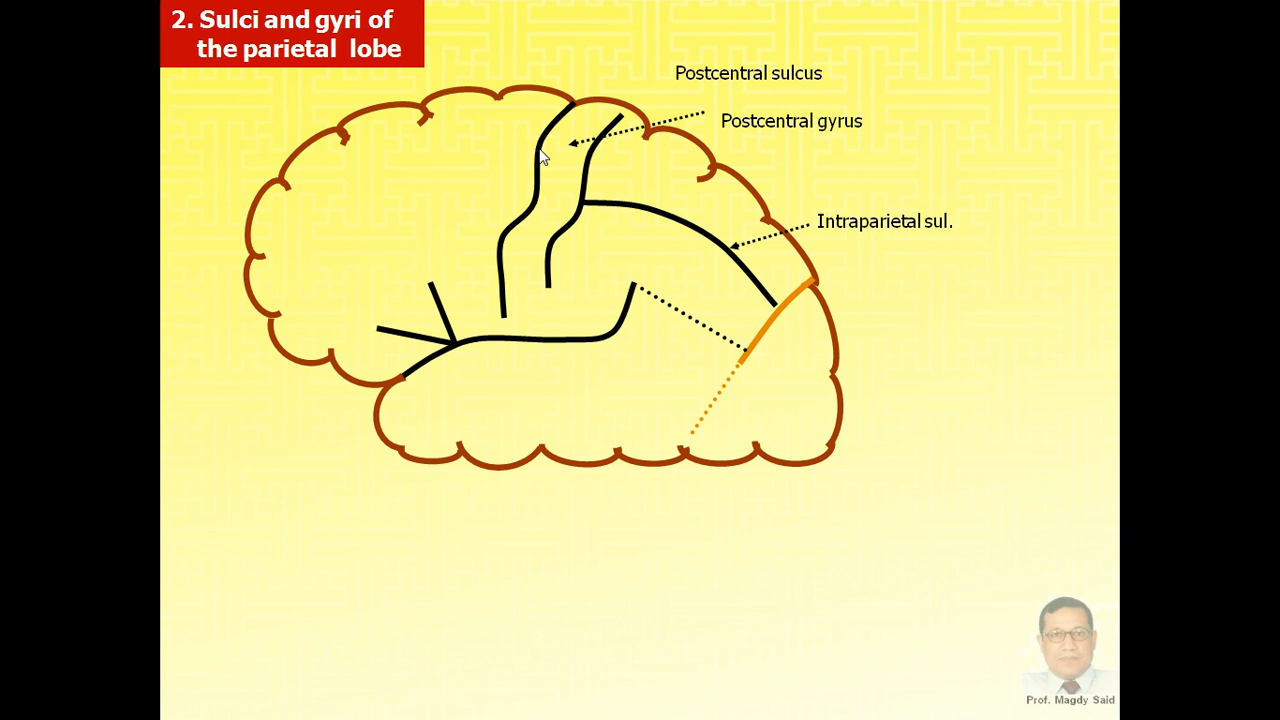 2. Sulci and gyri of
the parietal lobe
Postcentral sulcus
Postcentral gyrus
Intraparietal sul.
Prof. Magdy Said